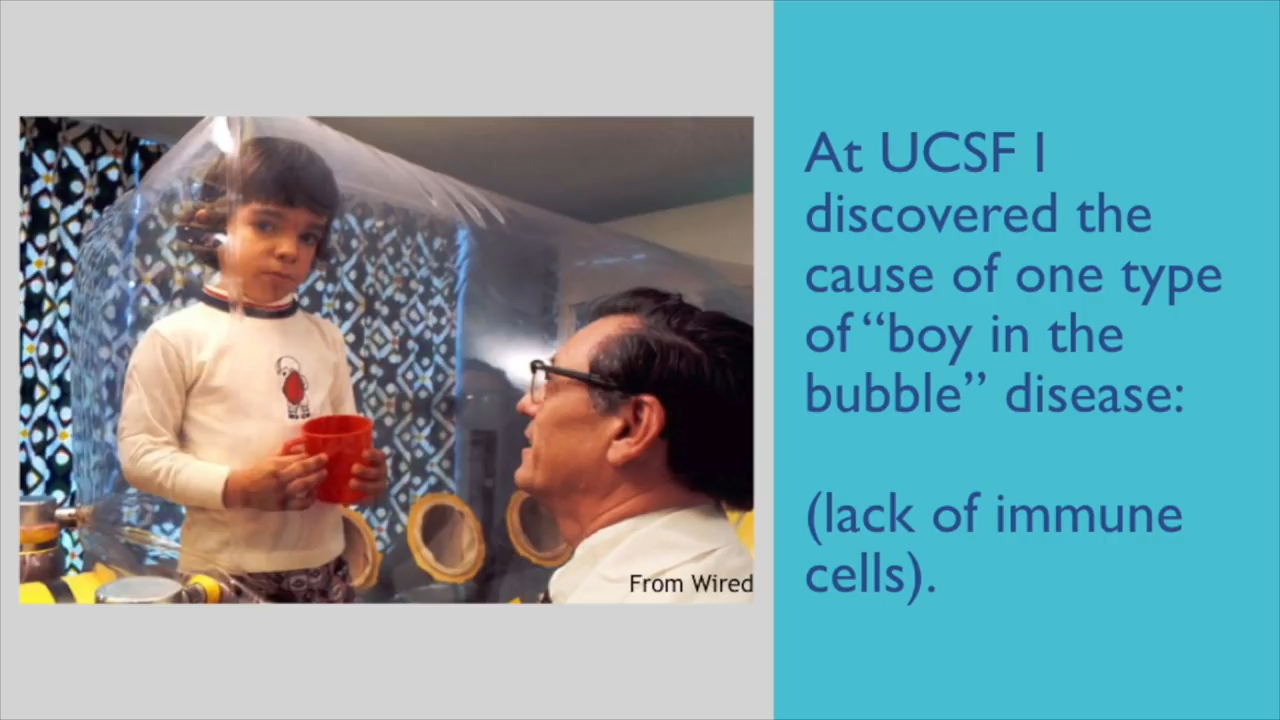 At UCSF I
discovered the
cause of one type
of “boy in the
bubble” disease:
(lack of immune
cells).
From Wired